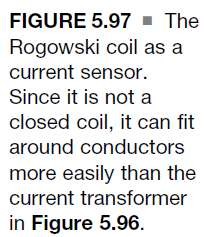 FIGURE 5.97 ■ The
Rogowski coil as a
current sensor.
Since it is not a
closed coil, it can fit
around conductors
more easily than the
current transformer
in Figure 5.96.